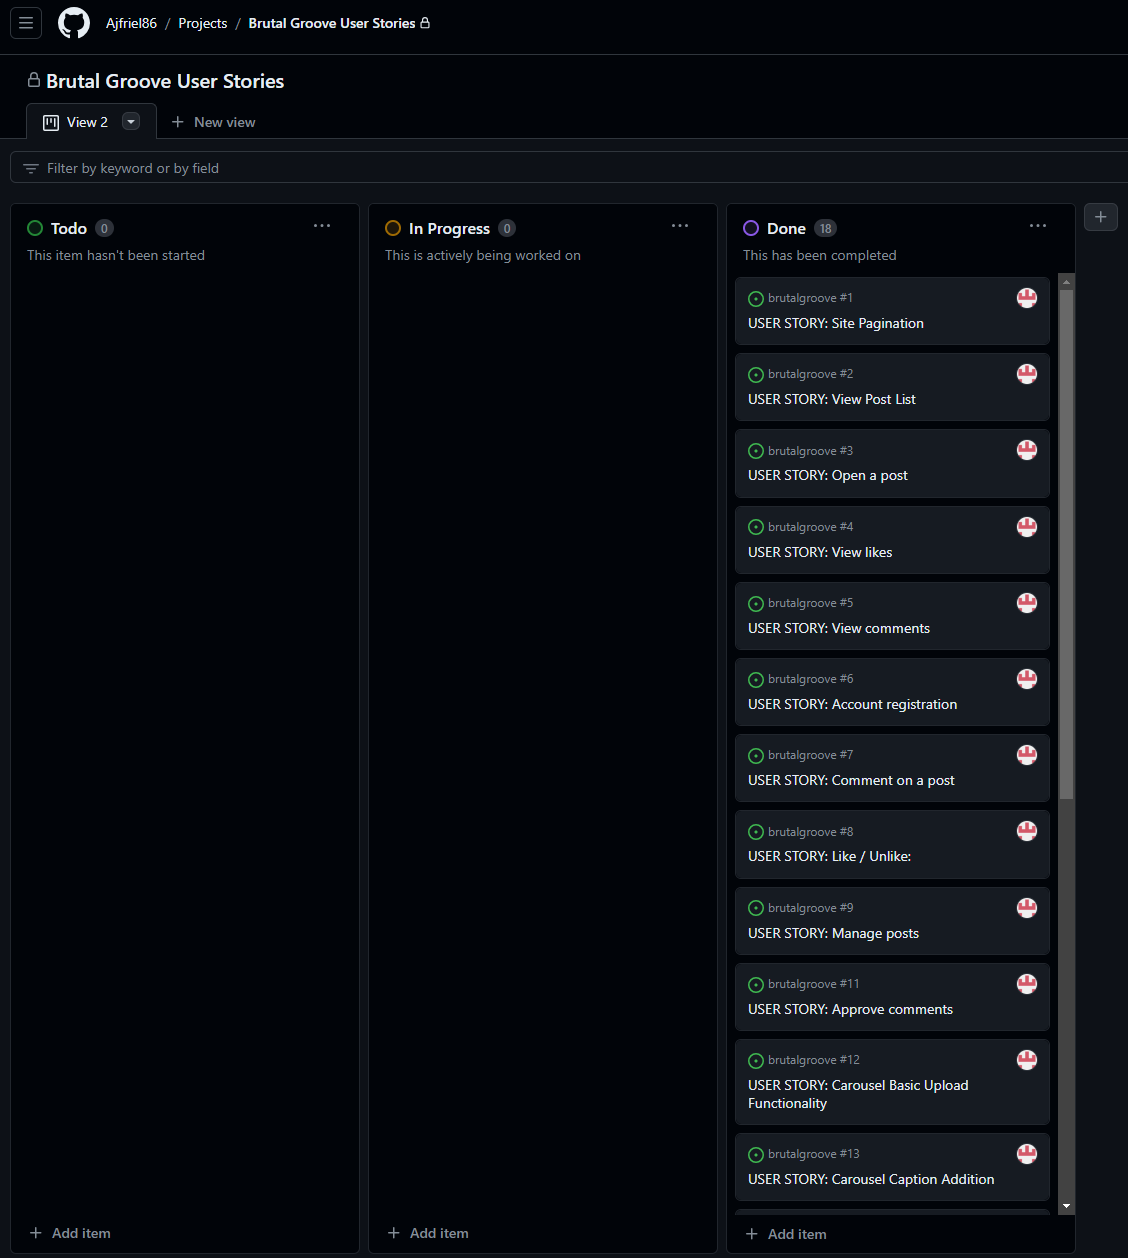 Ajfriel86 / Projects / Brutal Groove User Stories
Brutal Groove User Stories
View 2
New view
Filter by keyword or by field
Todo 0
This item hasn't been started
Add item
In Progress 0
This is actively being worked on
Add item
Done 18
This has been completed
brutalgroove #1
USER STORY: Site Pagination
brutalgroove #2
USER STORY: View Post List
brutalgroove #3
USER STORY: Open a post
brutalgroove #4
USER STORY: View likes
brutalgroove #5
USER STORY: View comments
brutalgroove #6
USER STORY: Account registration
brutalgroove #7
USER STORY: Comment on a post
brutalgroove #8
USER STORY: Like / Unlike:
brutalgroove #9
USER STORY: Manage posts
brutalgroove #11
USER STORY: Approve comments
brutalgroove #12
USER STORY: Carousel Basic Upload
Functionality
brutalgroove #13
USER STORY: Carousel Caption Addition
Add item